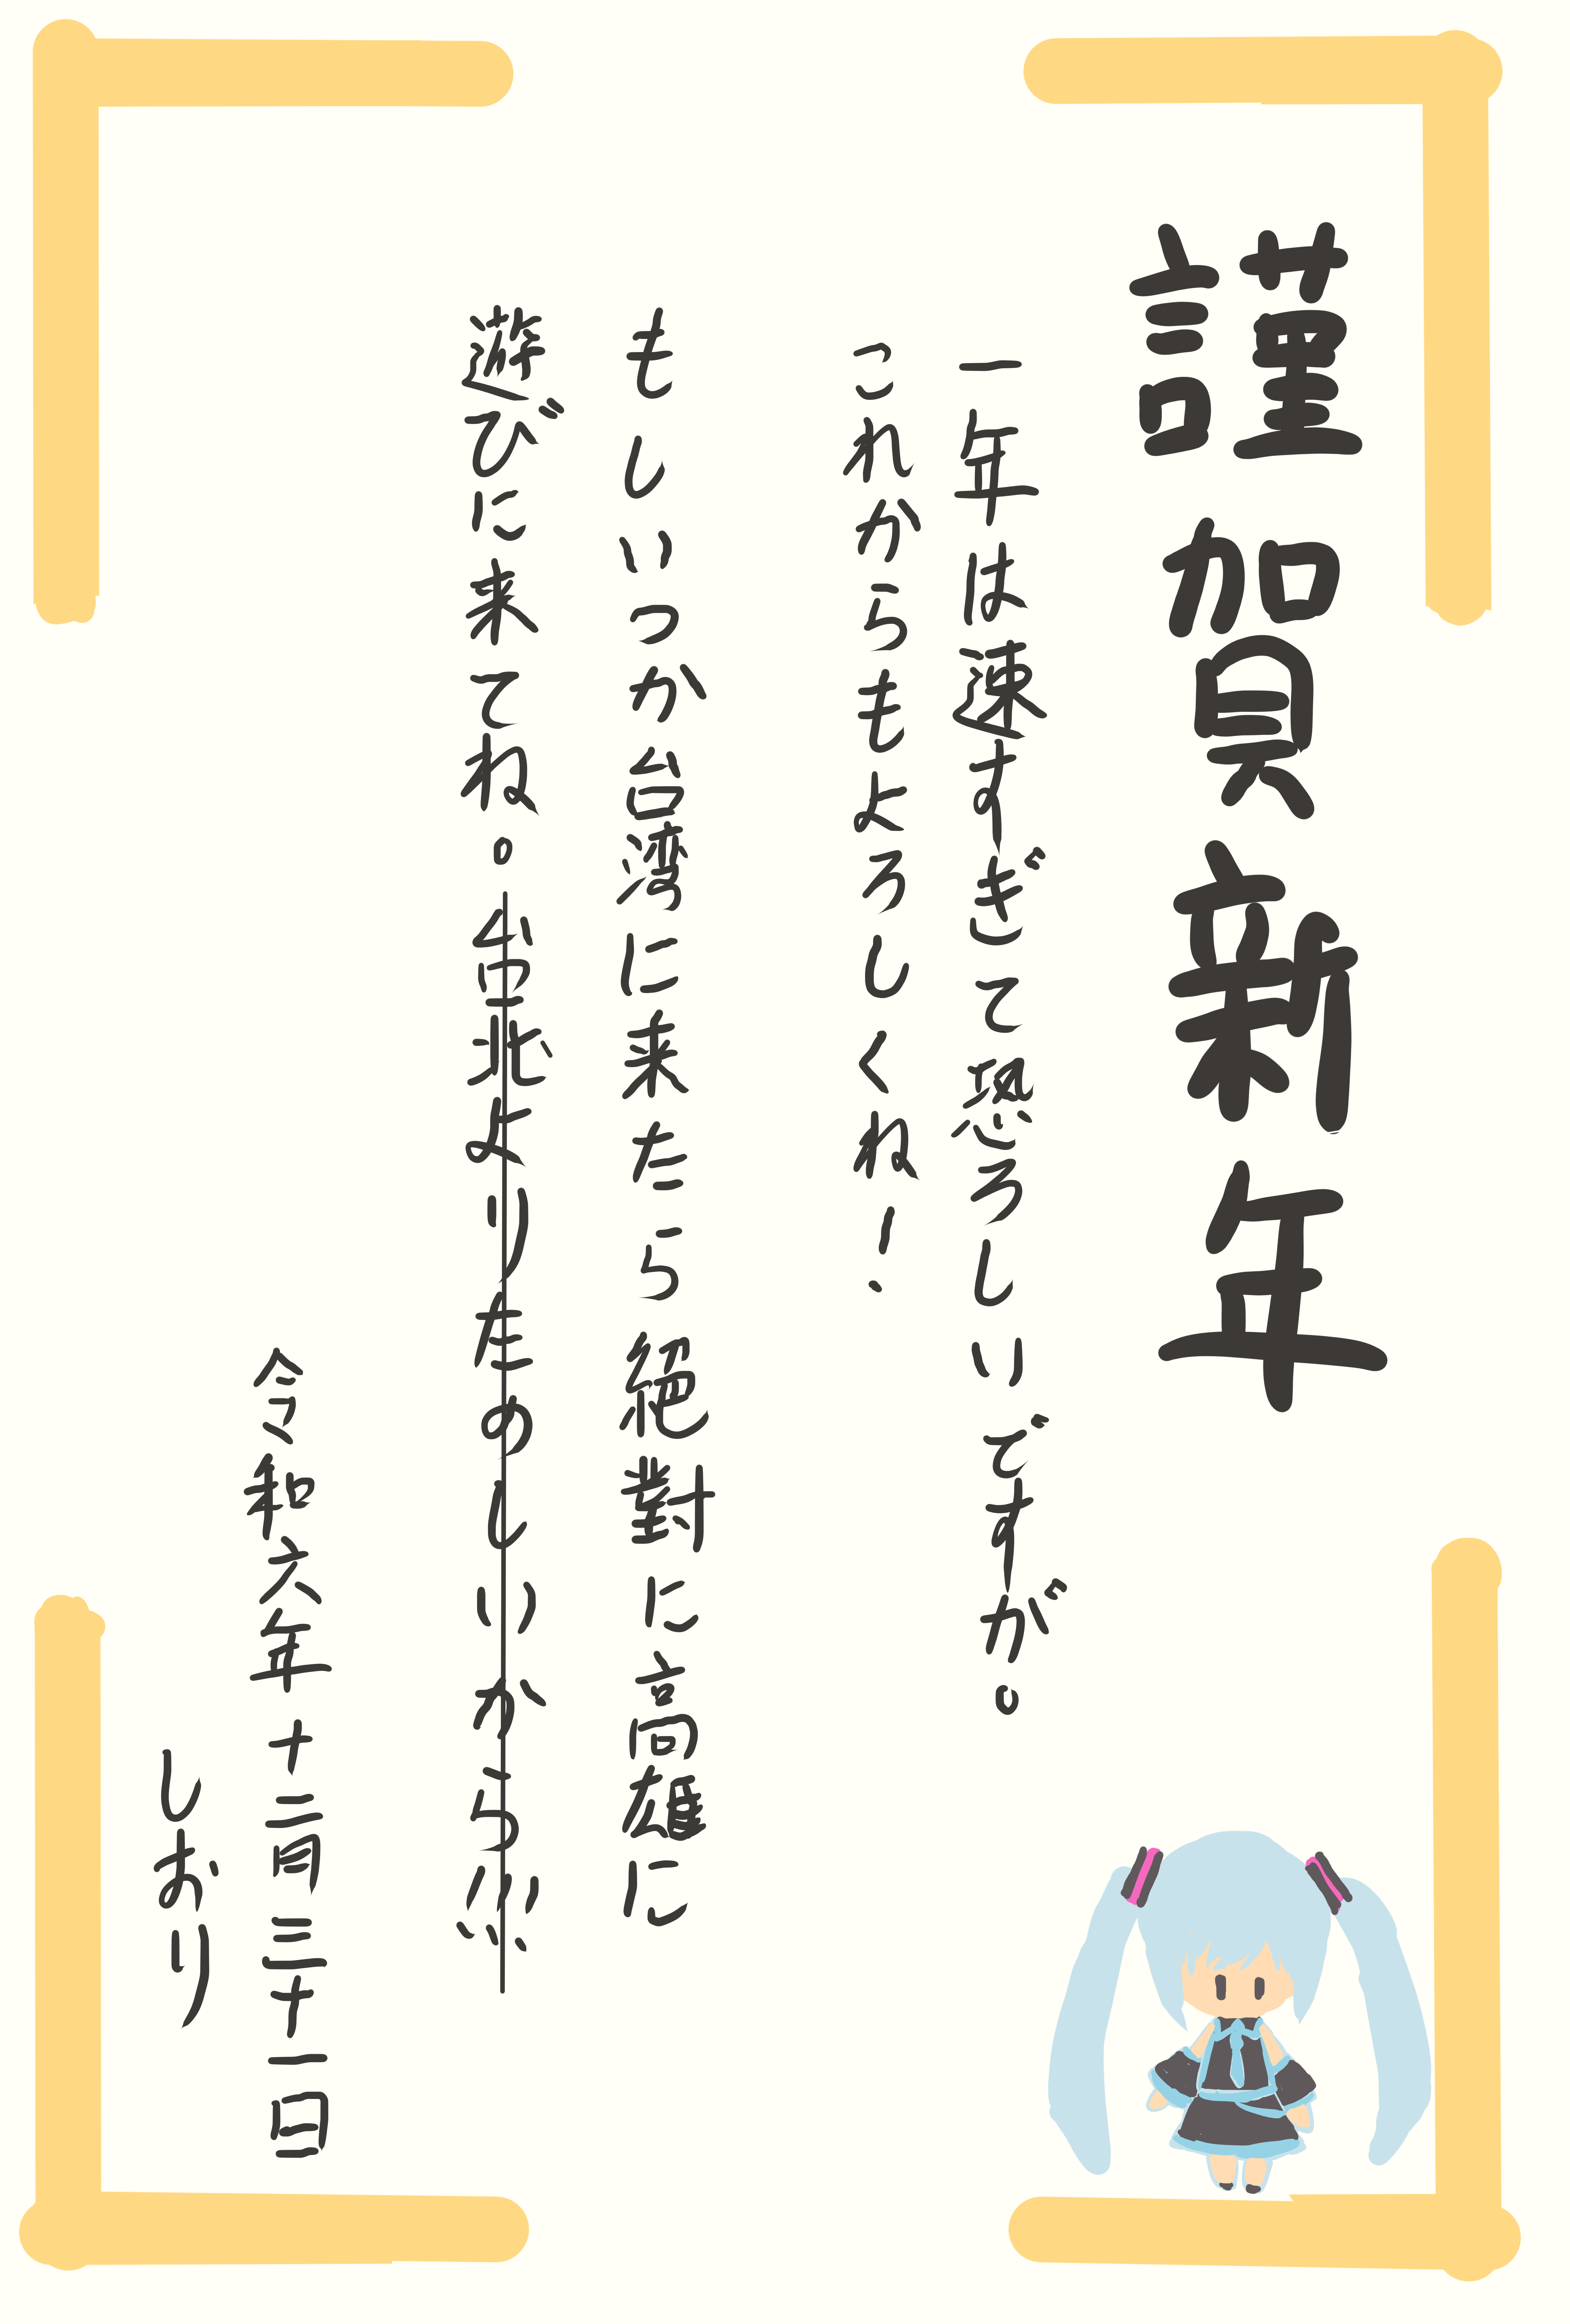 謹賀新年
一年は速すぎて恐ろしいですが。
これからもよろしくね！
もしいつか台湾に来たら絶對に高雄に
遊びに来てね。台北よりたのしいから㌥
令和六年十二月三十一日
しおり